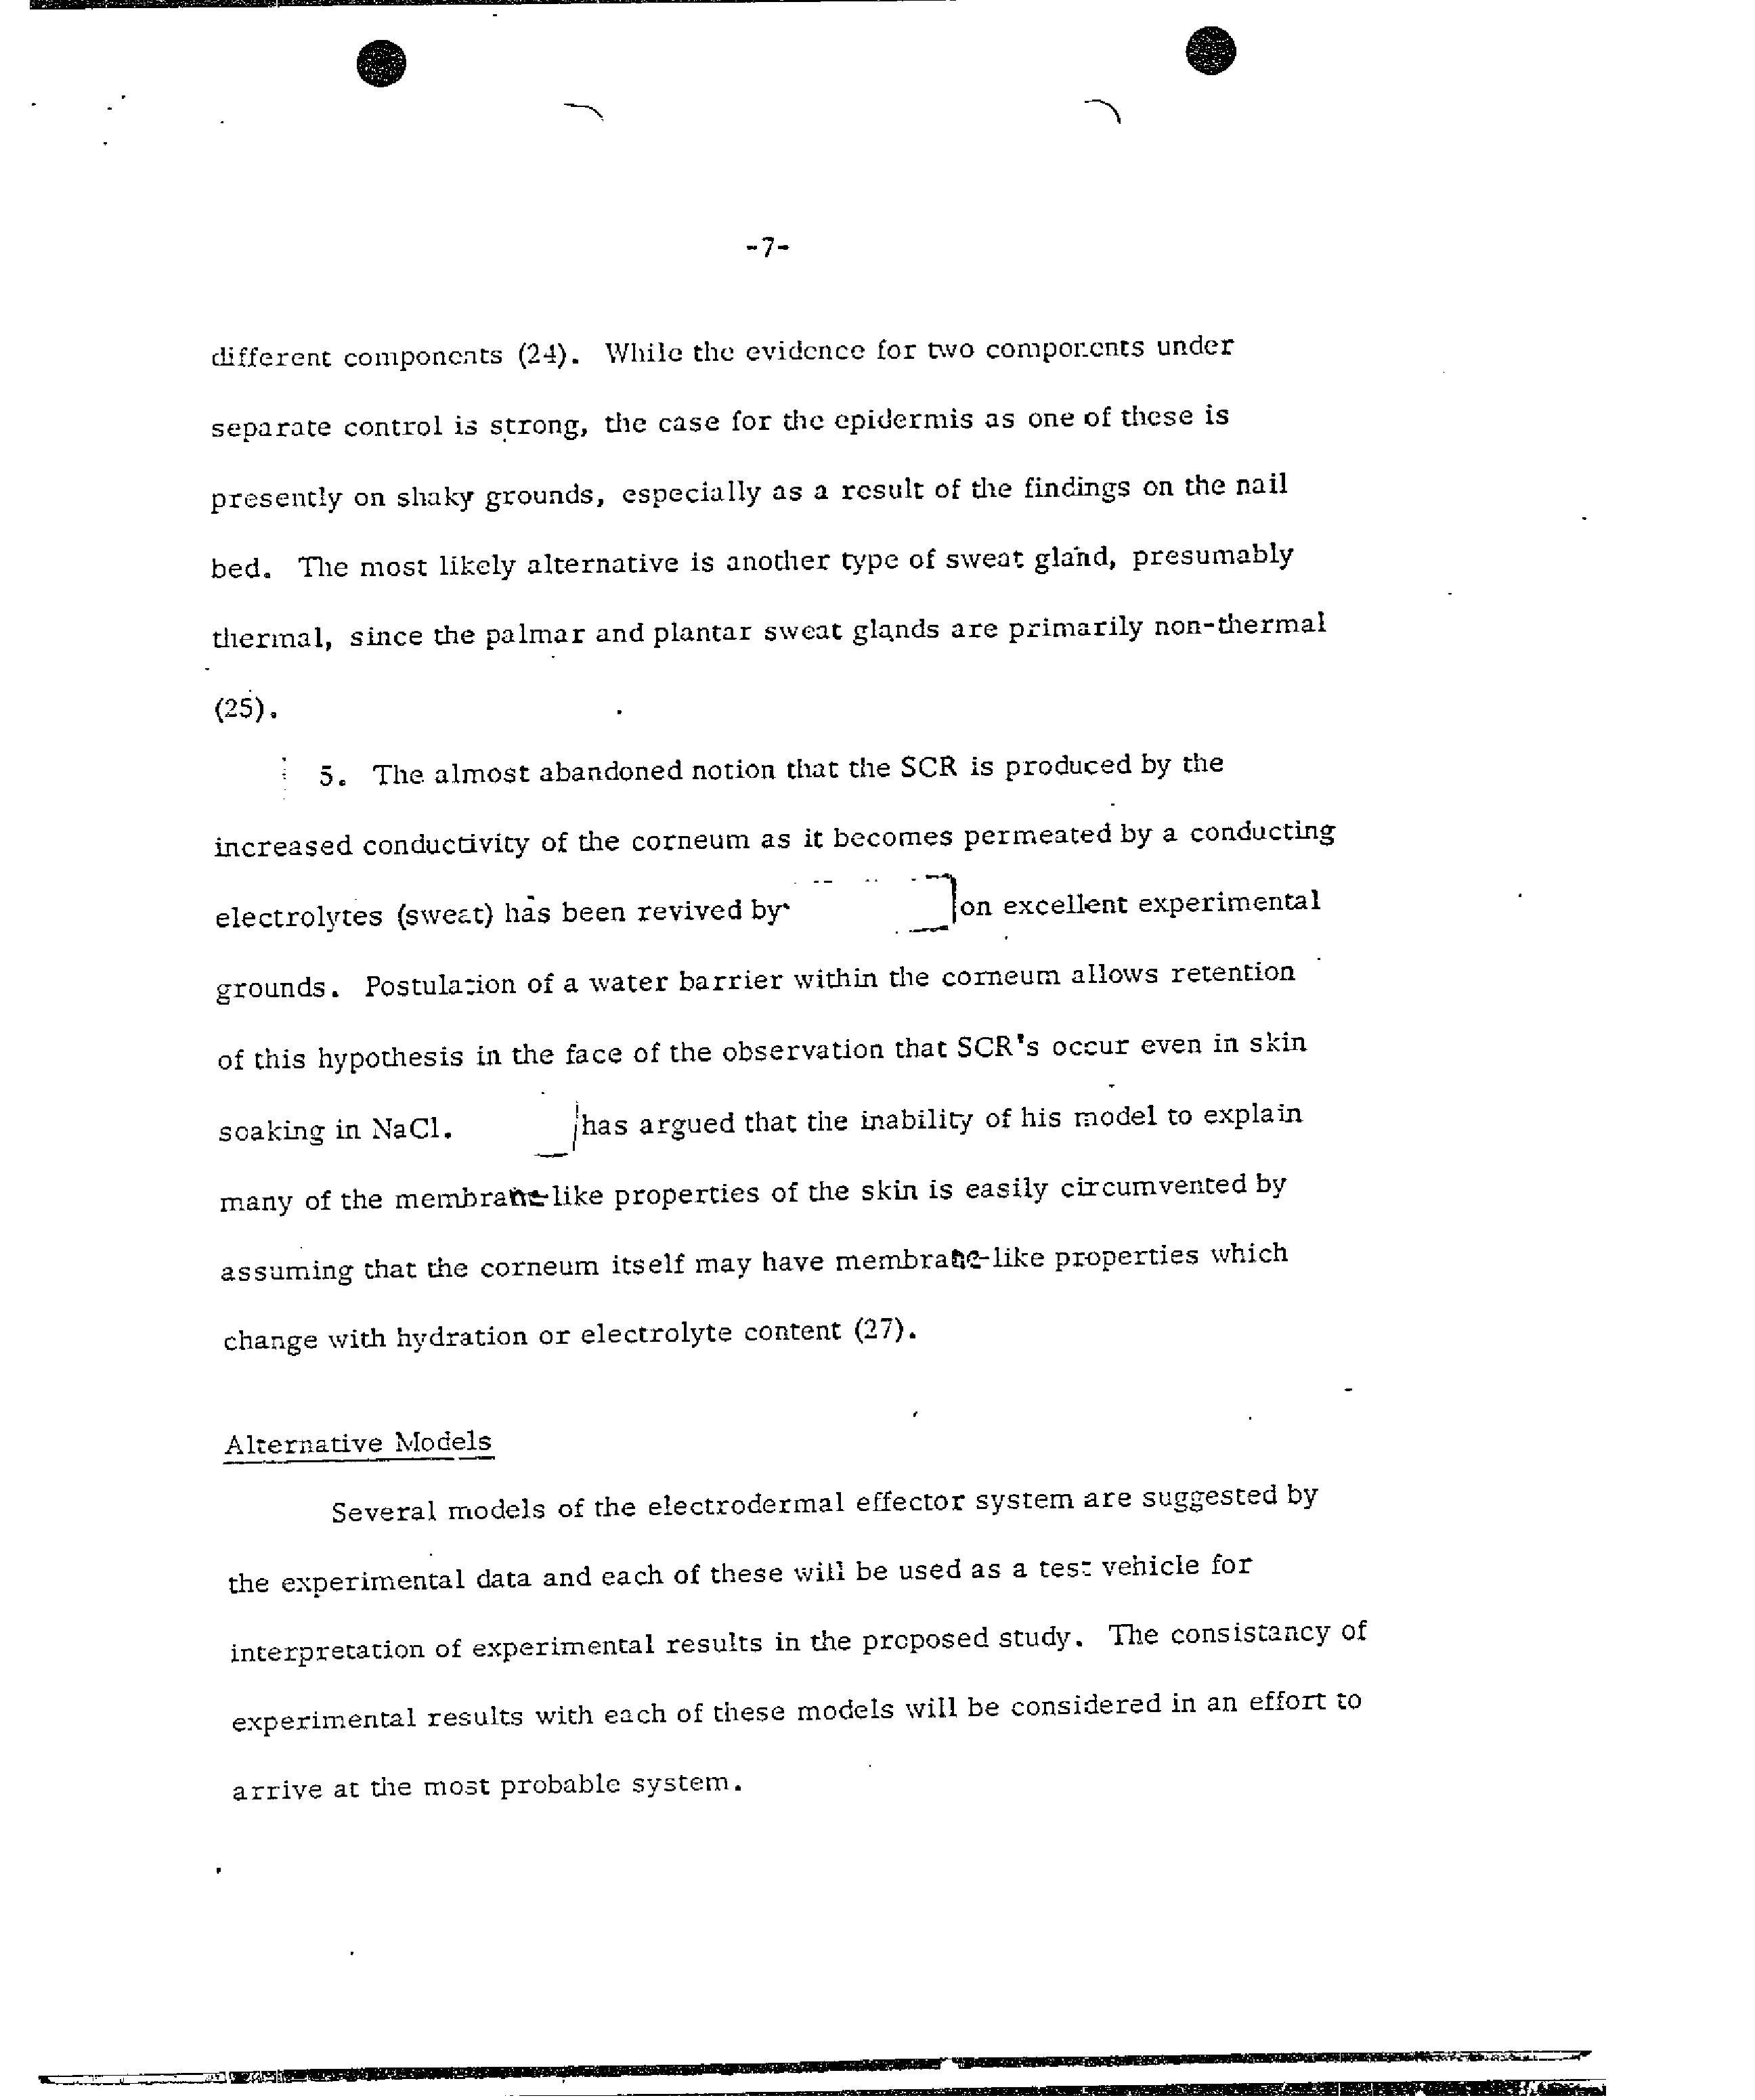 -7-
different components (24). While the evidence for two components under
separate control is strong, the case for the epidermis as one of these is
presently on shaky grounds, especially as a result of the findings on the nail
bed. The most likely alternative is another type of sweat gland, presumably
thermal, since the palmar and plantar sweat glands are primarily non-thermal
(25).
5. The almost abandoned notion that the SCR is produced by the
increased conductivity of the corneum as it becomes permeated by a conducting
electrolytes (sweat) has been revived by on excellent experimental
grounds. Postulation of a water barrier within the corneum allows retention
of this hypothesis in the face of the observation that SCR's occur even in skin
soaking in NaCl. has argued that the inability of his model to explain
many of the membrane-like properties of the skin is easily circumvented by
assuming that the corneum itself may have membrane-like properties which
change with hydration or electrolyte content (27).
Alternative Models
Several models of the electrodermal effector system are suggested by
the experimental data and each of these will be used as a test vehicle for
interpretation of experimental results in the proposed study. The consistancy of
experimental results with each of these models will be considered in an effort to
arrive at the most probable system.